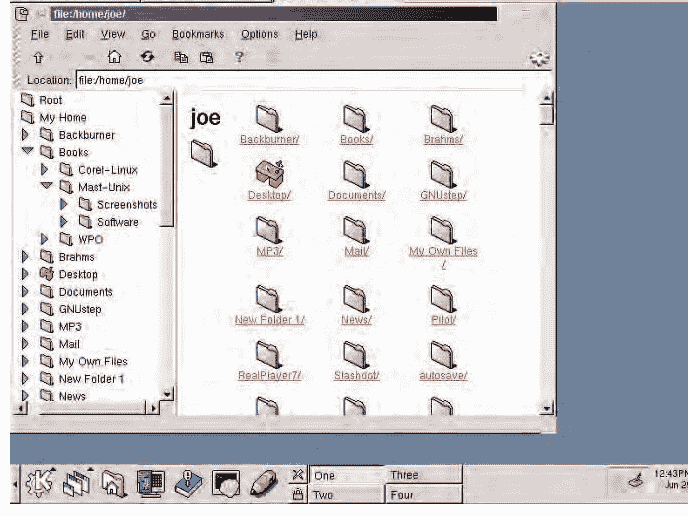 file:/home/joe/
File Edit View Go Bookmarks Options Help
?
Location: file:/home/joe
Root
My Home
Backburner
Books
Corel-Linux
Mast-Unix
Screenshots
Software
WPO
Brahms
Desktop
Documents
GNUstep
MP3
Mail
My Own Files
New Folder 1
News
joe
Backburner/ Books/ Brahms/
Desktop/ Documents/ GNUstep/
MP3/ Mail/ My Own Files
/
New Folder 1/ News/ Pilot/
RealPlayer7/ Slashdot/ autosave/
K
One Three
Two Four
12:43PM
Jun